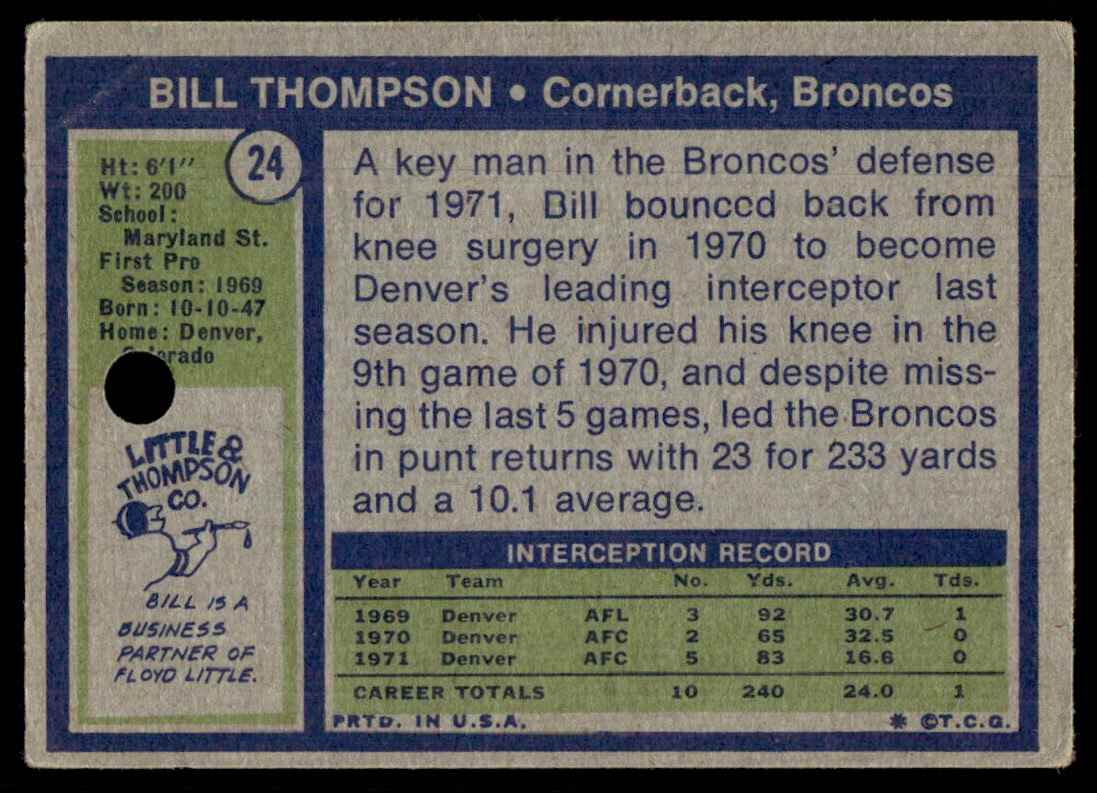 BILL THOMPSON • Cornerback, Broncos
24
Ht: 6'1"
Wt: 200
School:
Maryland St.
First Pro
Season: 1969
Born: 10-10-47
Home: Denver,
Colorado
LITTLE &
THOMPSON
CO.
BILL IS A
BUSINESS
PARTNER OF
FLOYD LITTLE.
A key man in the Broncos' defense
for 1971, Bill bounced back from
knee surgery in 1970 to become
Denver's leading interceptor last
season. He injured his knee in the
9th game of 1970, and despite miss-
ing the last 5 games, led the Broncos
in punt returns with 23 for 233 yards
and a 10.1 average.
INTERCEPTION RECORD
Year Team No. Yds. Avg. Tds.
1969 Denver AFL 3 92 30.7 1
1970 Denver AFC 2 65 32.5 0
1971 Denver AFC 5 83 16.6 0
CAREER TOTALS 10 240 24.0 1
PRTD. IN U.S.A. * ©T.C.G.